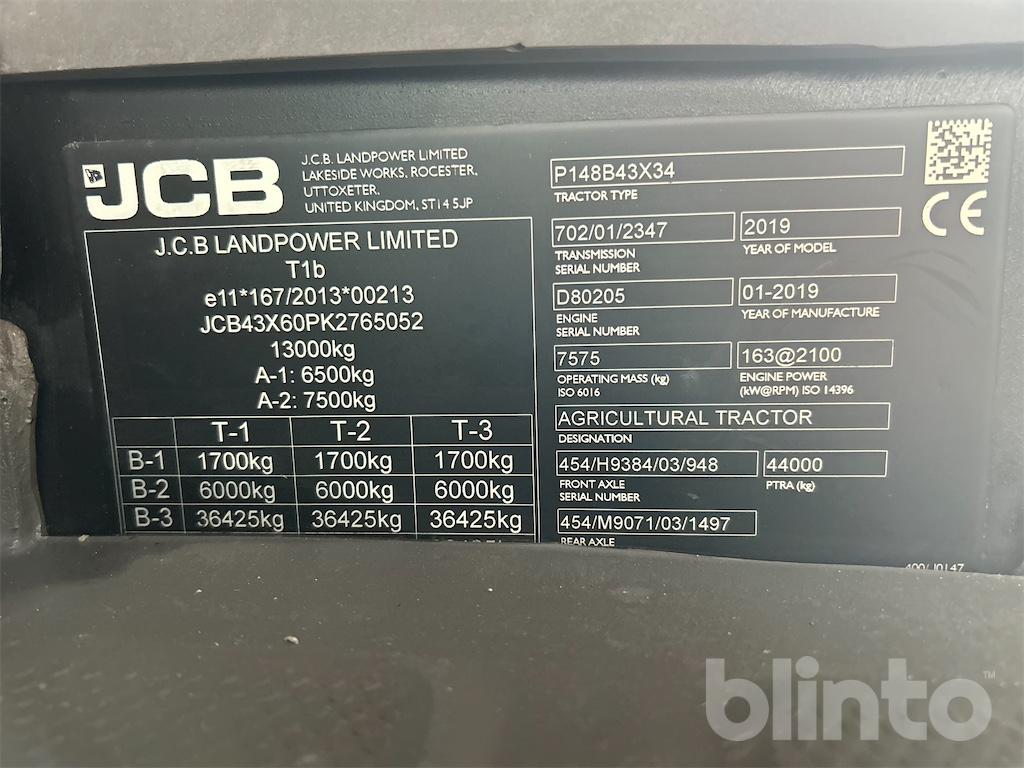 JCB
J.C.B. LANDPOWER LIMITED
LAKESIDE WORKS, ROCESTER,
UTTOXETER,
UNITED KINGDOM, ST14 5JP
J.C.B LANDPOWER LIMITED
T1b
e11*167/2013*00213
JCB43X60PK2765052
13000kg
A-1: 6500kg
A-2: 7500kg
T-1 T-2 T-3
B-1 1700kg 1700kg 1700kg
B-2 6000kg 6000kg 6000kg
B-3 36425kg 36425kg 36425kg
P148B43X34
TRACTOR TYPE
702/01/2347 2019
TRANSMISSION YEAR OF MODEL
SERIAL NUMBER
D80205 01-2019
ENGINE YEAR OF MANUFACTURE
SERIAL NUMBER
7575 163@2100
OPERATING MASS (kg) ENGINE POWER
ISO 6016 (kW@RPM) ISO 14396
AGRICULTURAL TRACTOR
DESIGNATION
454/H9384/03/948 44000
FRONT AXLE PTRA (kg)
SERIAL NUMBER
454/M9071/03/1497
REAR AXLE
CE
blinto™